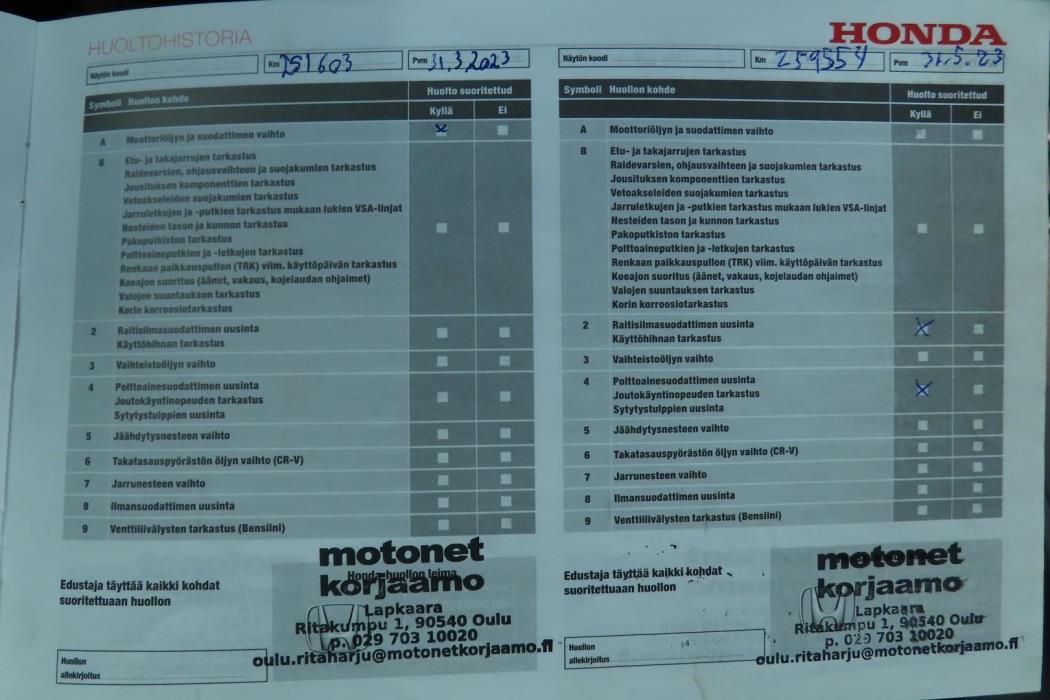 HUOLTOHISTORIA
Näytön koodi
Km 251603
Pvm 31.3.2023
Symboli Huollon kohde
Huolto suoritettud
Kyllä Ei
A Moottoriöljyn ja suodattimen vaihto
B Etu- ja takajarrujen tarkastus
Raidevarsien, ohjausvaihteen ja suojakumien tarkastus
Jousituksen komponenttien tarkastus
Vetoakseleiden suojakumien tarkastus
Jarruletkujen ja -putkien tarkastus mukaan lukien VSA-linjat
Nesteiden tason ja kunnon tarkastus
Pakoputkiston tarkastus
Polttoaineputkien ja -letkujen tarkastus
Renkaan paikkauspullon (TRK) viim. käyttöpäivän tarkastus
Koeajon suoritus (äänet, vakaus, kojelaudan ohjaimet)
Valojen suuntauksen tarkastus
Korin korroosiotarkastus
2 Raitisilmasuodattimen uusinta
Käyttöhihnan tarkastus
3 Vaihteistoöljyn vaihto
4 Polttoainesuodattimen uusinta
Joutokäyntinopeuden tarkastus
Sytytystulppien uusinta
5 Jäähdytysnesteen vaihto
6 Takatasauspyörästön öljyn vaihto (CR-V)
7 Jarrunesteen vaihto
8 Ilmansuodattimen uusinta
9 Venttiilivälysten tarkastus (Bensiini)
Edustaja täyttää kaikki kohdat
suoritettuaan huollon
Honda-huollon leima
motonet
korjaamo
Lapkaara
Ritakumpu 1, 90540 Oulu
p. 029 703 10020
oulu.ritaharju@motonetkorjaamo.fi
Huollon
allekirjoitus
HONDA
Näytön koodi
Km 259554
Pvm 31.5.23
Symboli Huollon kohde
Huolto suoritettud
Kyllä Ei
A Moottoriöljyn ja suodattimen vaihto
B Etu- ja takajarrujen tarkastus
Raidevarsien, ohjausvaihteen ja suojakumien tarkastus
Jousituksen komponenttien tarkastus
Vetoakseleiden suojakumien tarkastus
Jarruletkujen ja -putkien tarkastus mukaan lukien VSA-linjat
Nesteiden tason ja kunnon tarkastus
Pakoputkiston tarkastus
Polttoaineputkien ja -letkujen tarkastus
Renkaan paikkauspullon (TRK) viim. käyttöpäivän tarkastus
Koeajon suoritus (äänet, vakaus, kojelaudan ohjaimet)
Valojen suuntauksen tarkastus
Korin korroosiotarkastus
2 Raitisilmasuodattimen uusinta
Käyttöhihnan tarkastus
3 Vaihteistoöljyn vaihto
4 Polttoainesuodattimen uusinta
Joutokäyntinopeuden tarkastus
Sytytystulppien uusinta
5 Jäähdytysnesteen vaihto
6 Takatasauspyörästön öljyn vaihto (CR-V)
7 Jarrunesteen vaihto
8 Ilmansuodattimen uusinta
9 Venttiilivälysten tarkastus (Bensiini)
Edustaja täyttää kaikki kohdat
suoritettuaan huollon
motonet
korjaamo
Lapkaara
Ritakumpu 1, 90540 Oulu
p. 029 703 10020
oulu.ritaharju@motonetkorjaamo.fi
Huollon
allekirjoitus